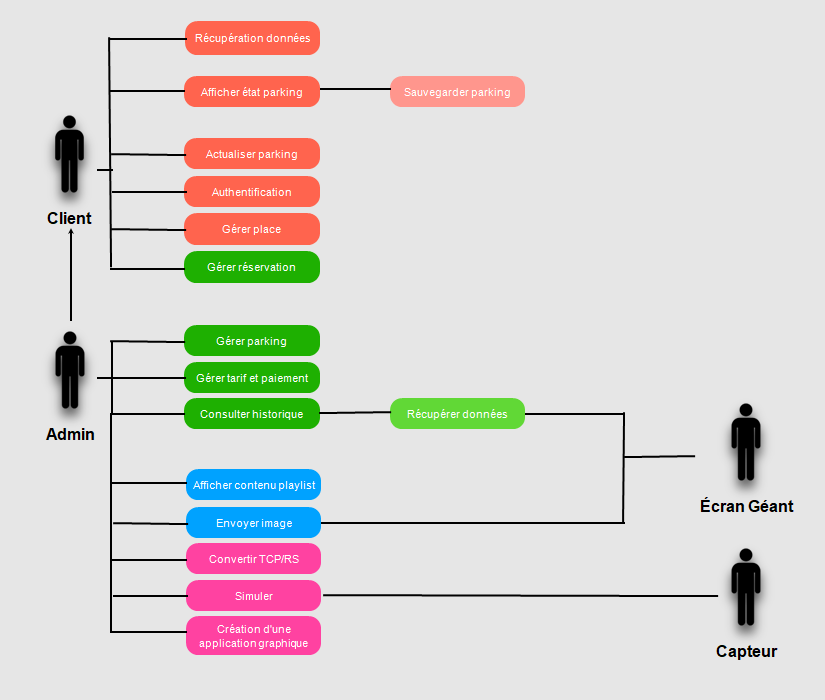 Récupération données
Afficher état parking
Sauvegarder parking
Actualiser parking
Authentification
Client
Gérer place
Gérer réservation
Gérer parking
Gérer tarif et paiement
Consulter historique
Récupérer données
Admin
Afficher contenu playlist
Écran Géant
Envoyer image
Convertir TCP/RS
Simuler
Création d'une
application graphique
Capteur